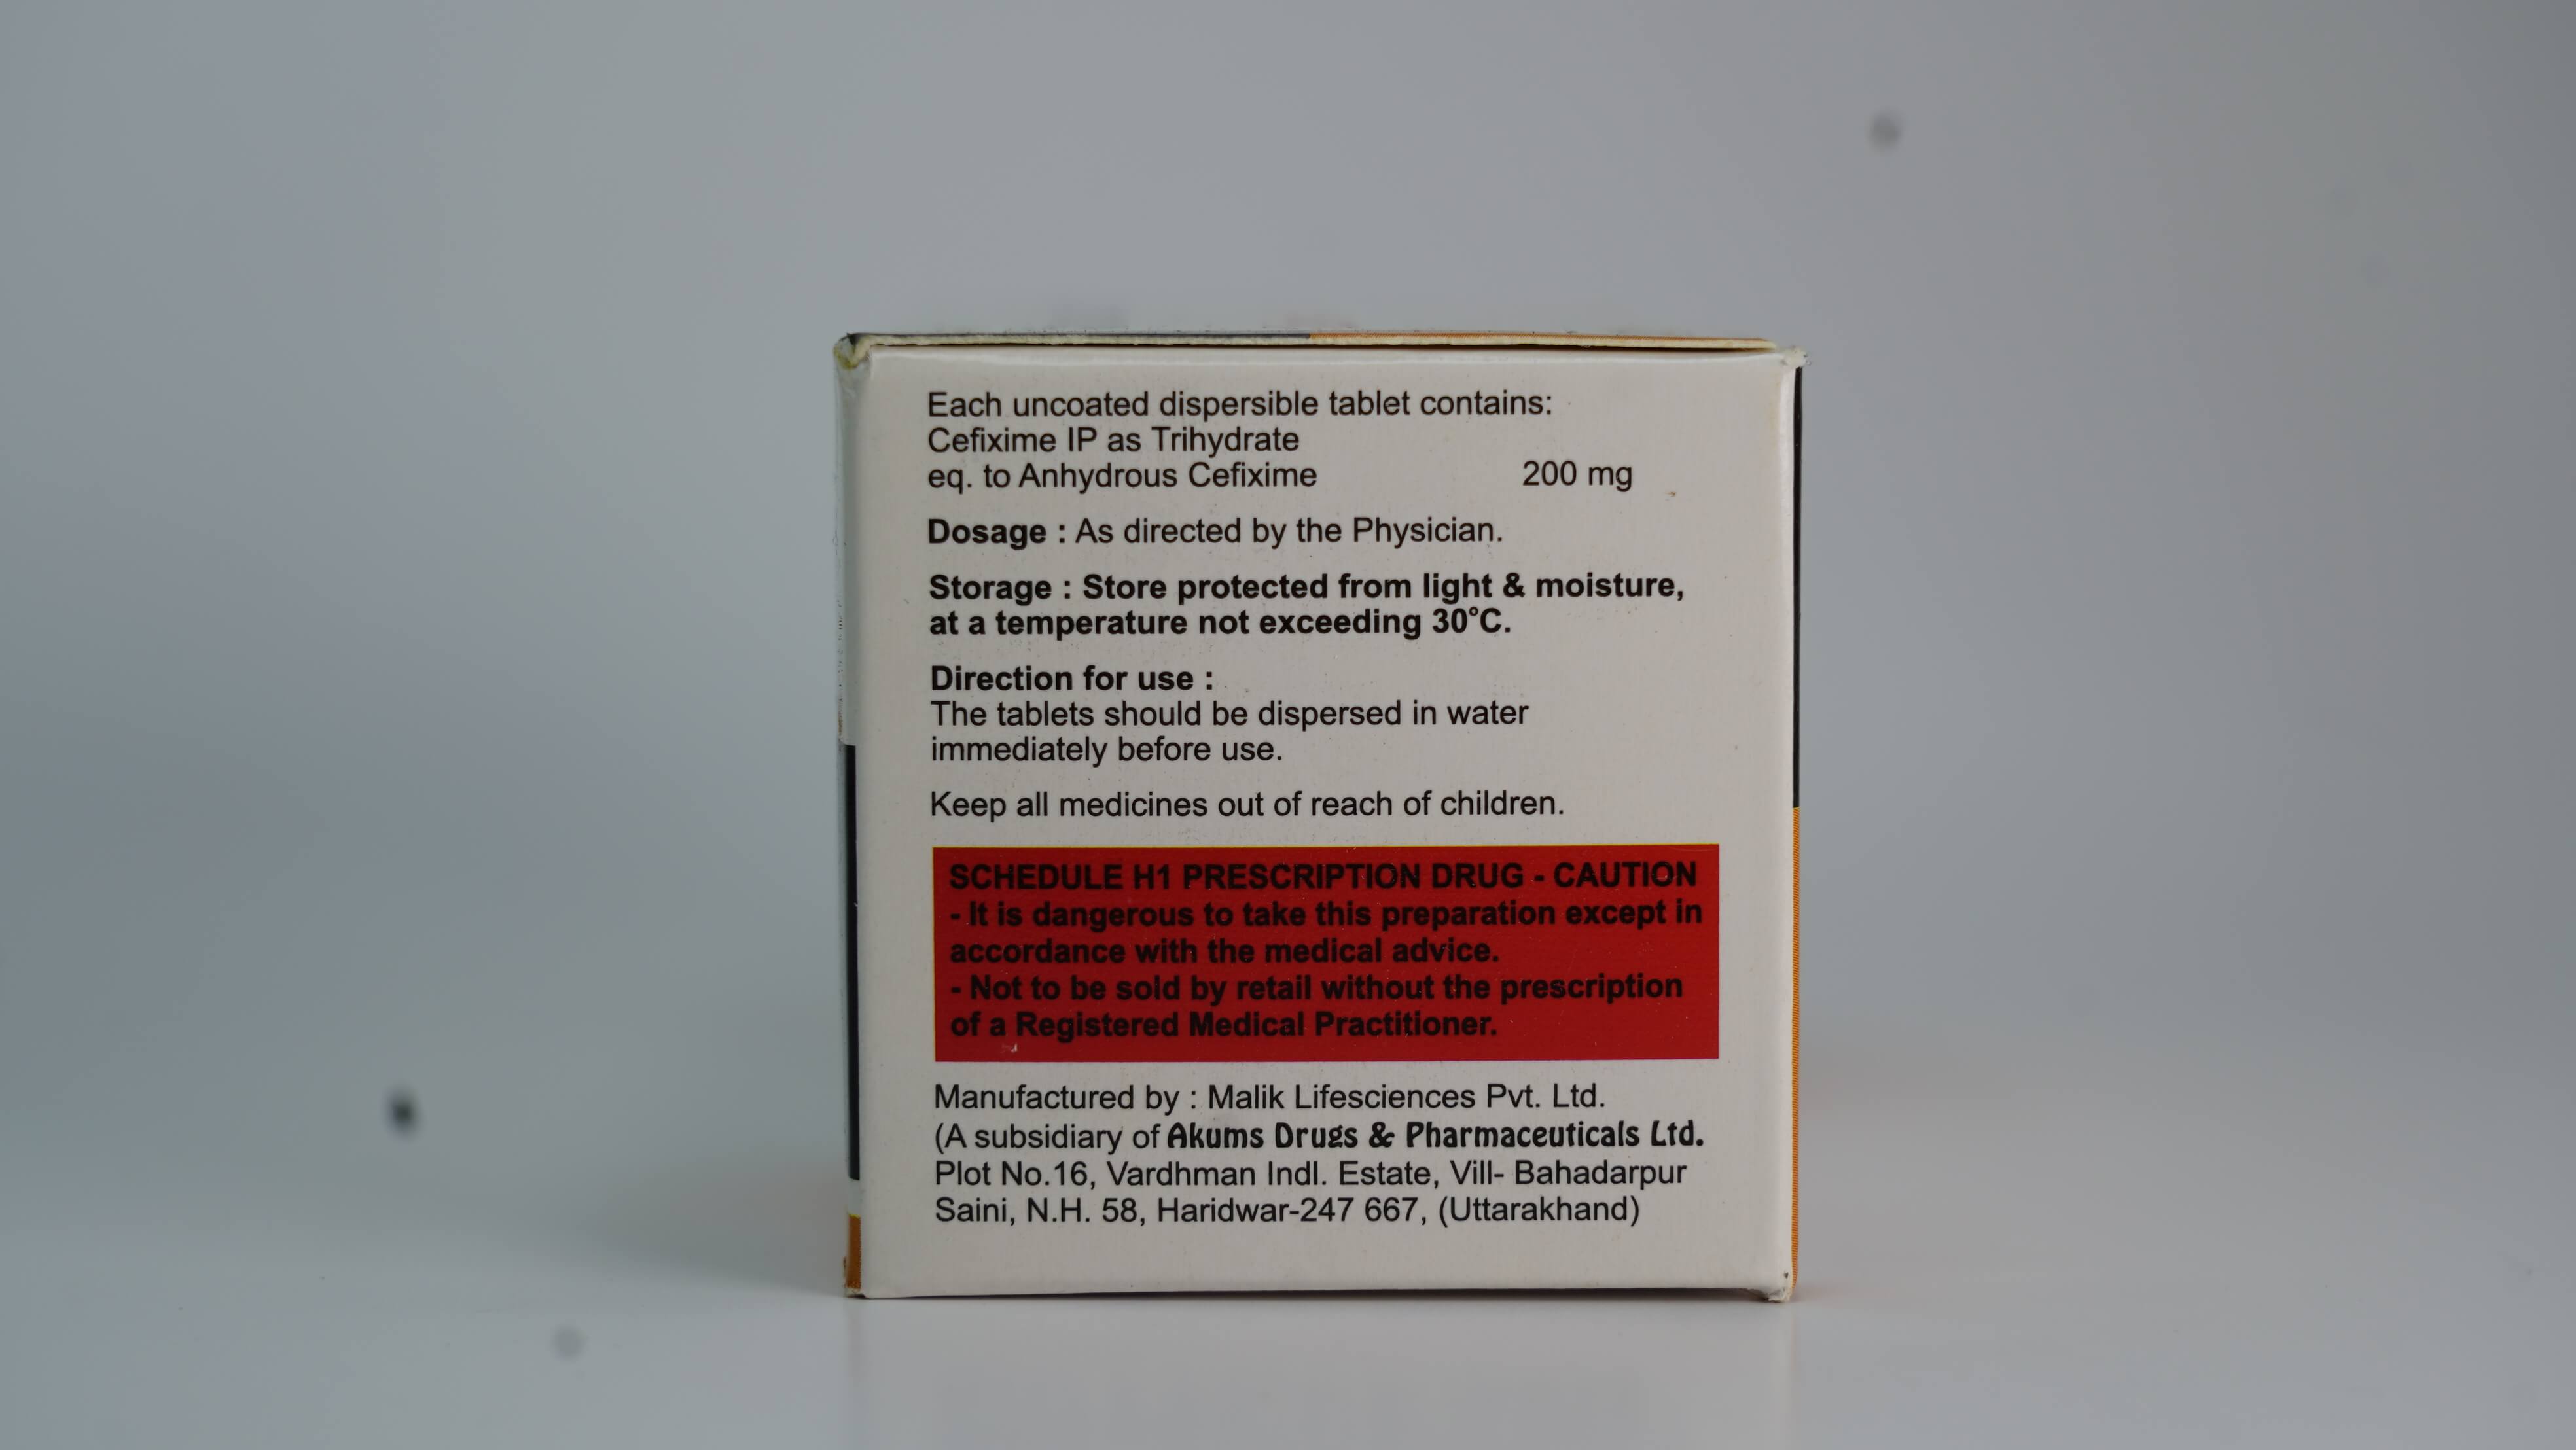 Each uncoated dispersible tablet contains:
Cefixime IP as Trihydrate
eq. to Anhydrous Cefixime 200 mg
Dosage : As directed by the Physician.
Storage : Store protected from light & moisture,
at a temperature not exceeding 30°C.
Direction for use :
The tablets should be dispersed in water
immediately before use.
Keep all medicines out of reach of children.
SCHEDULE H1 PRESCRIPTION DRUG - CAUTION
- It is dangerous to take this preparation except in
accordance with the medical advice.
- Not to be sold by retail without the prescription
of a Registered Medical Practitioner.
Manufactured by : Malik Lifesciences Pvt. Ltd.
(A subsidiary of Akums Drugs & Pharmaceuticals Ltd.
Plot No.16, Vardhman Indl. Estate, Vill- Bahadarpur
Saini, N.H. 58, Haridwar-247 667, (Uttarakhand)